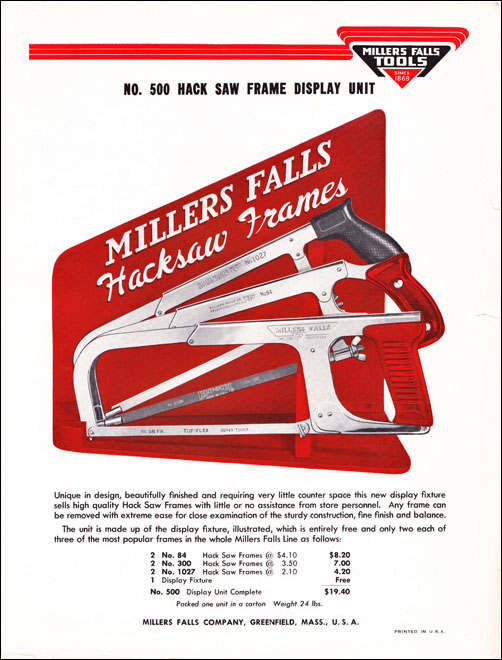 MILLERS FALLS
TOOLS
SINCE
1868
NO. 500 HACK SAW FRAME DISPLAY UNIT
MILLERS FALLS
Hacksaw Frames
No 1027
No 84
MILLERS FALLS
TUF-FLEX
Unique in design, beautifully finished and requiring very little counter space this new display fixture
sells high quality Hack Saw Frames with little or no assistance from store personnel. Any frame can
be removed with extreme ease for close examination of the sturdy construction, fine finish and balance.
The unit is made up of the display fixture, illustrated, which is entirely free and only two each of
three of the most popular frames in the whole Millers Falls Line as follows:
2 No. 84 Hack Saw Frames @ $4.10 $8.20
2 No. 300 Hack Saw Frames @ 3.50 7.00
2 No. 1027 Hack Saw Frames @ 2.10 4.20
1 Display Fixture Free
No. 500 Display Unit Complete $19.40
Packed one unit in a carton Weight 24 lbs.
MILLERS FALLS COMPANY, GREENFIELD, MASS., U. S. A.
PRINTED IN U.S.A.